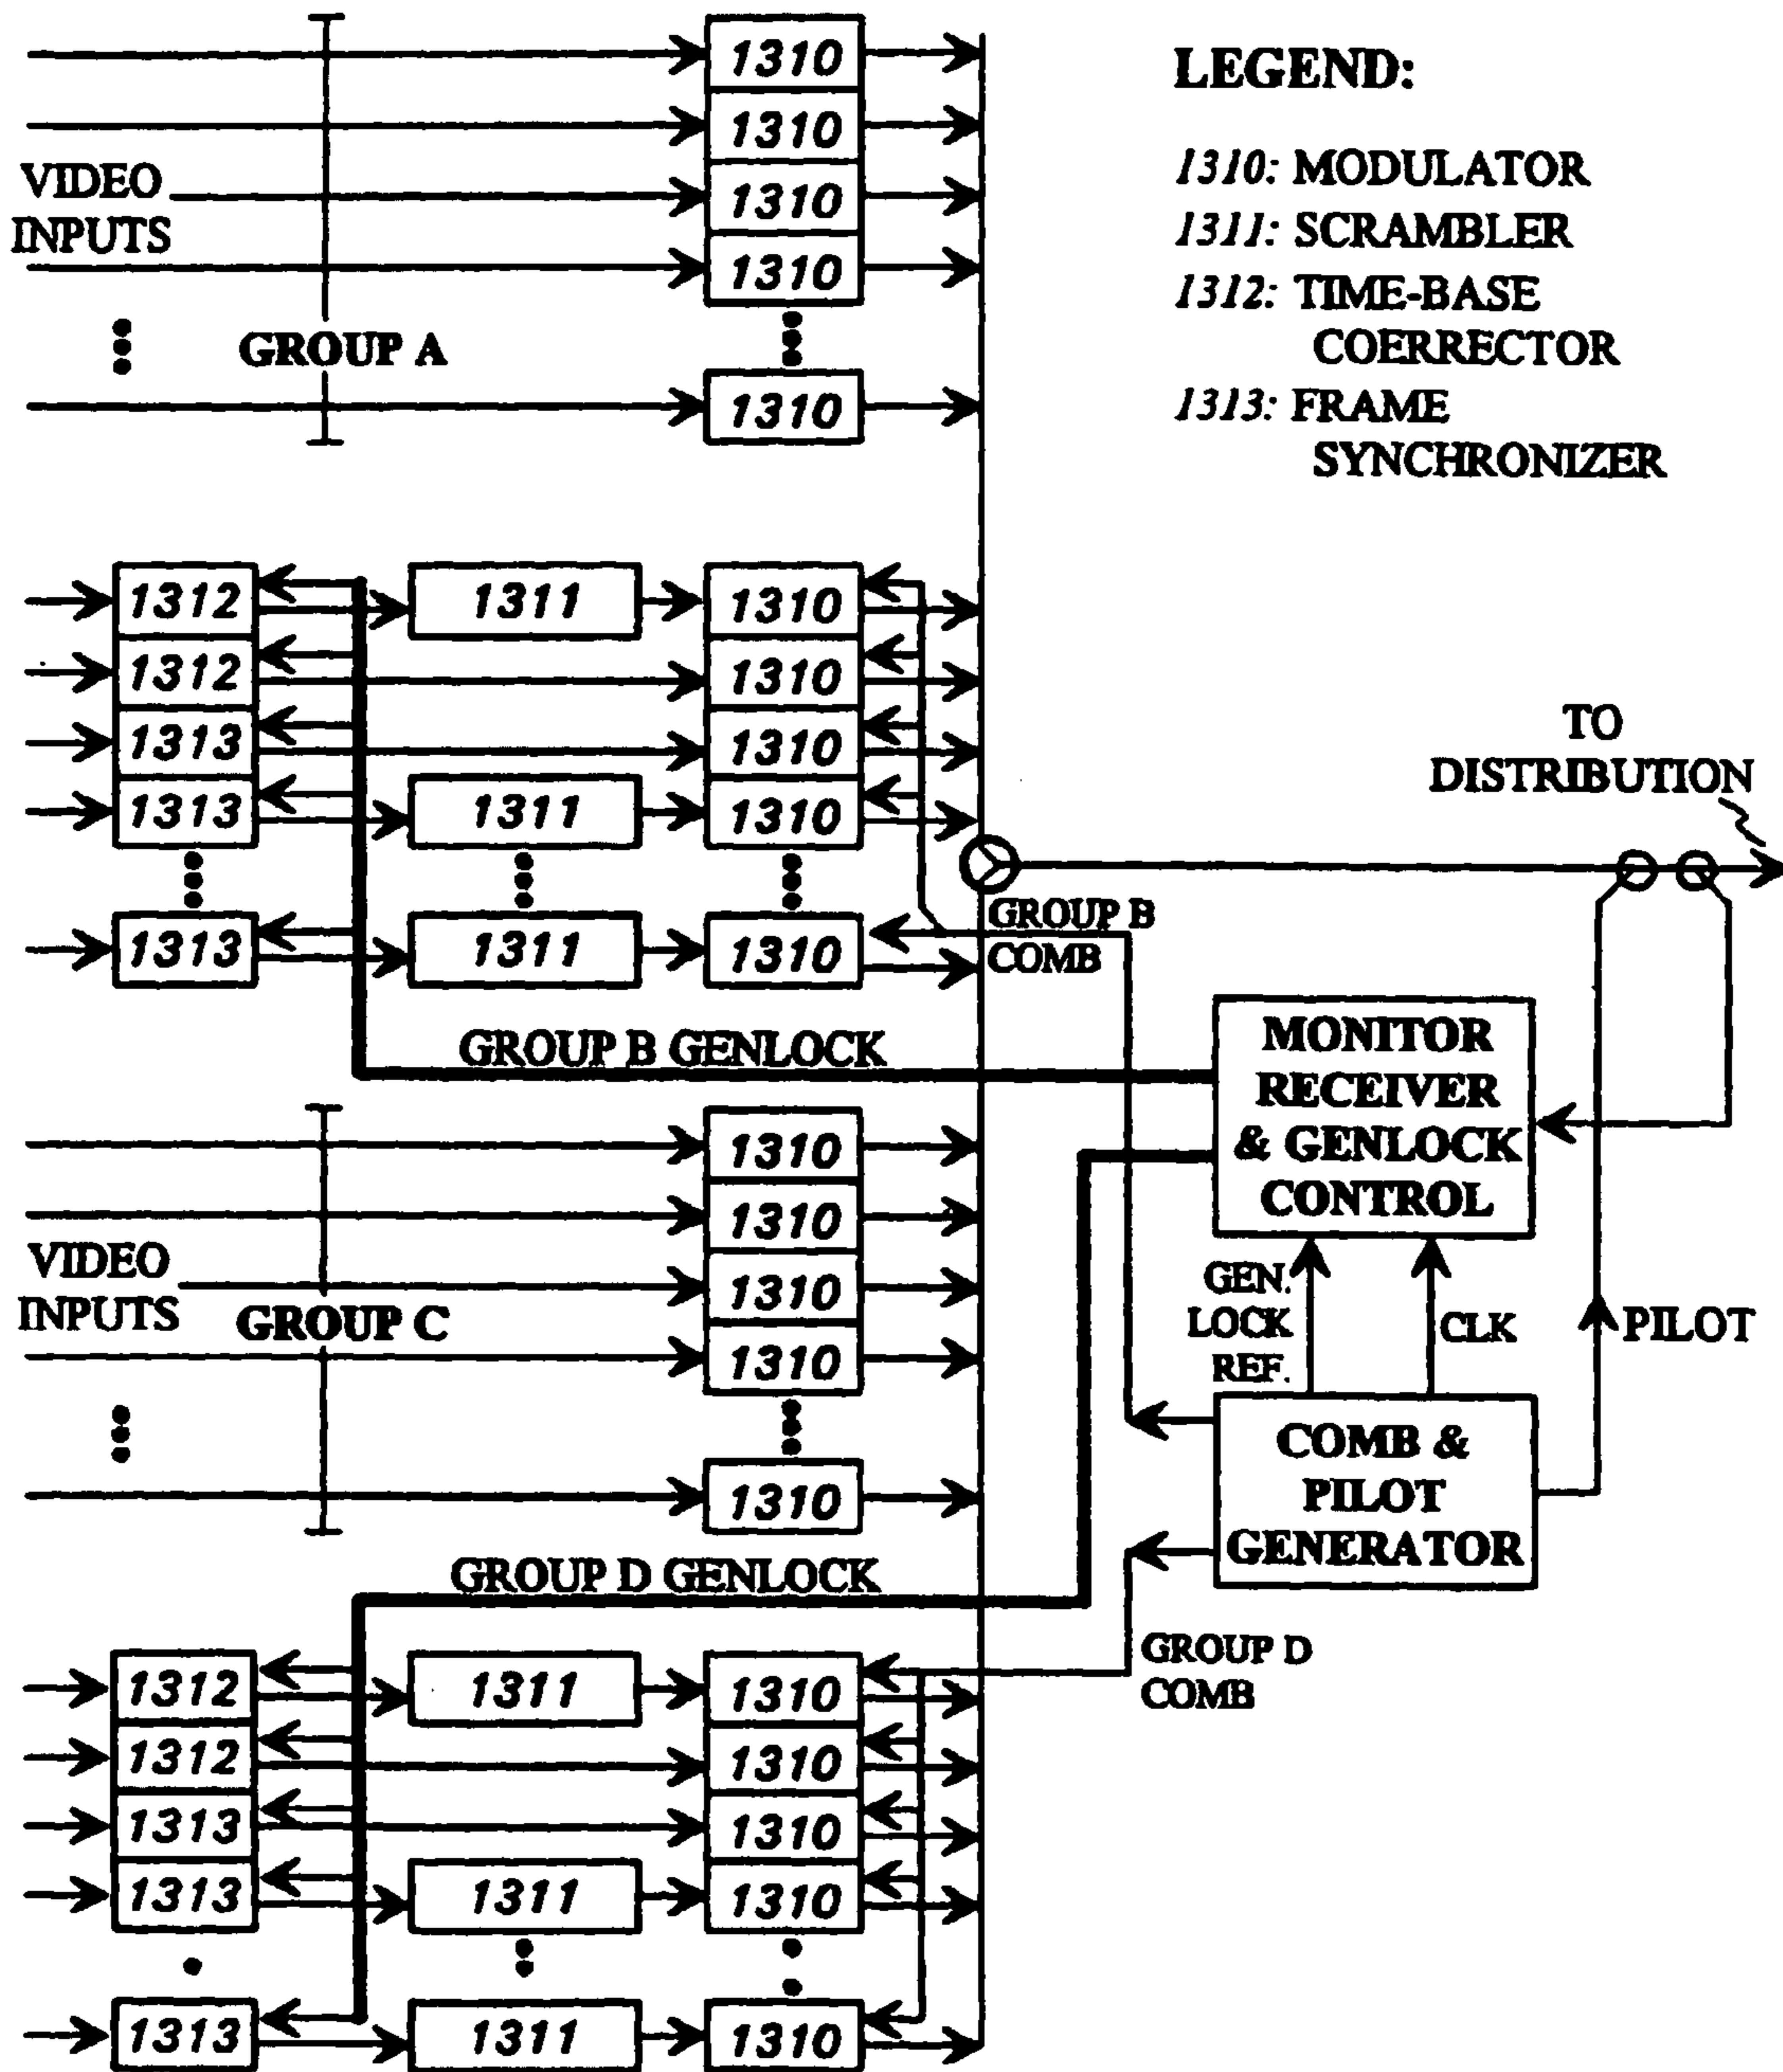 LEGEND:
1310: MODULATOR
1311: SCRAMBLER
1312: TIME-BASE
COERRECTOR
1313: FRAME
SYNCHRONIZER
1310
1310
VIDEO
INPUTS
1310
1310
GROUP A
1310
1312
1311
1310
1312
1310
1313
1310
1313
1311
1310
1313
1311
1310
TO
DISTRIBUTION
GROUP B
COMB
GROUP B GENLOCK
MONITOR
RECEIVER
& GENLOCK
CONTROL
1310
1310
VIDEO
INPUTS
1310
GROUP C
1310
1310
GEN.
LOCK
REF.
CLK
PILOT
COMB &
PILOT
GENERATOR
GROUP D GENLOCK
GROUP D
COMB
1312
1311
1310
1312
1310
1313
1310
1313
1311
1310
1313
1311
1310